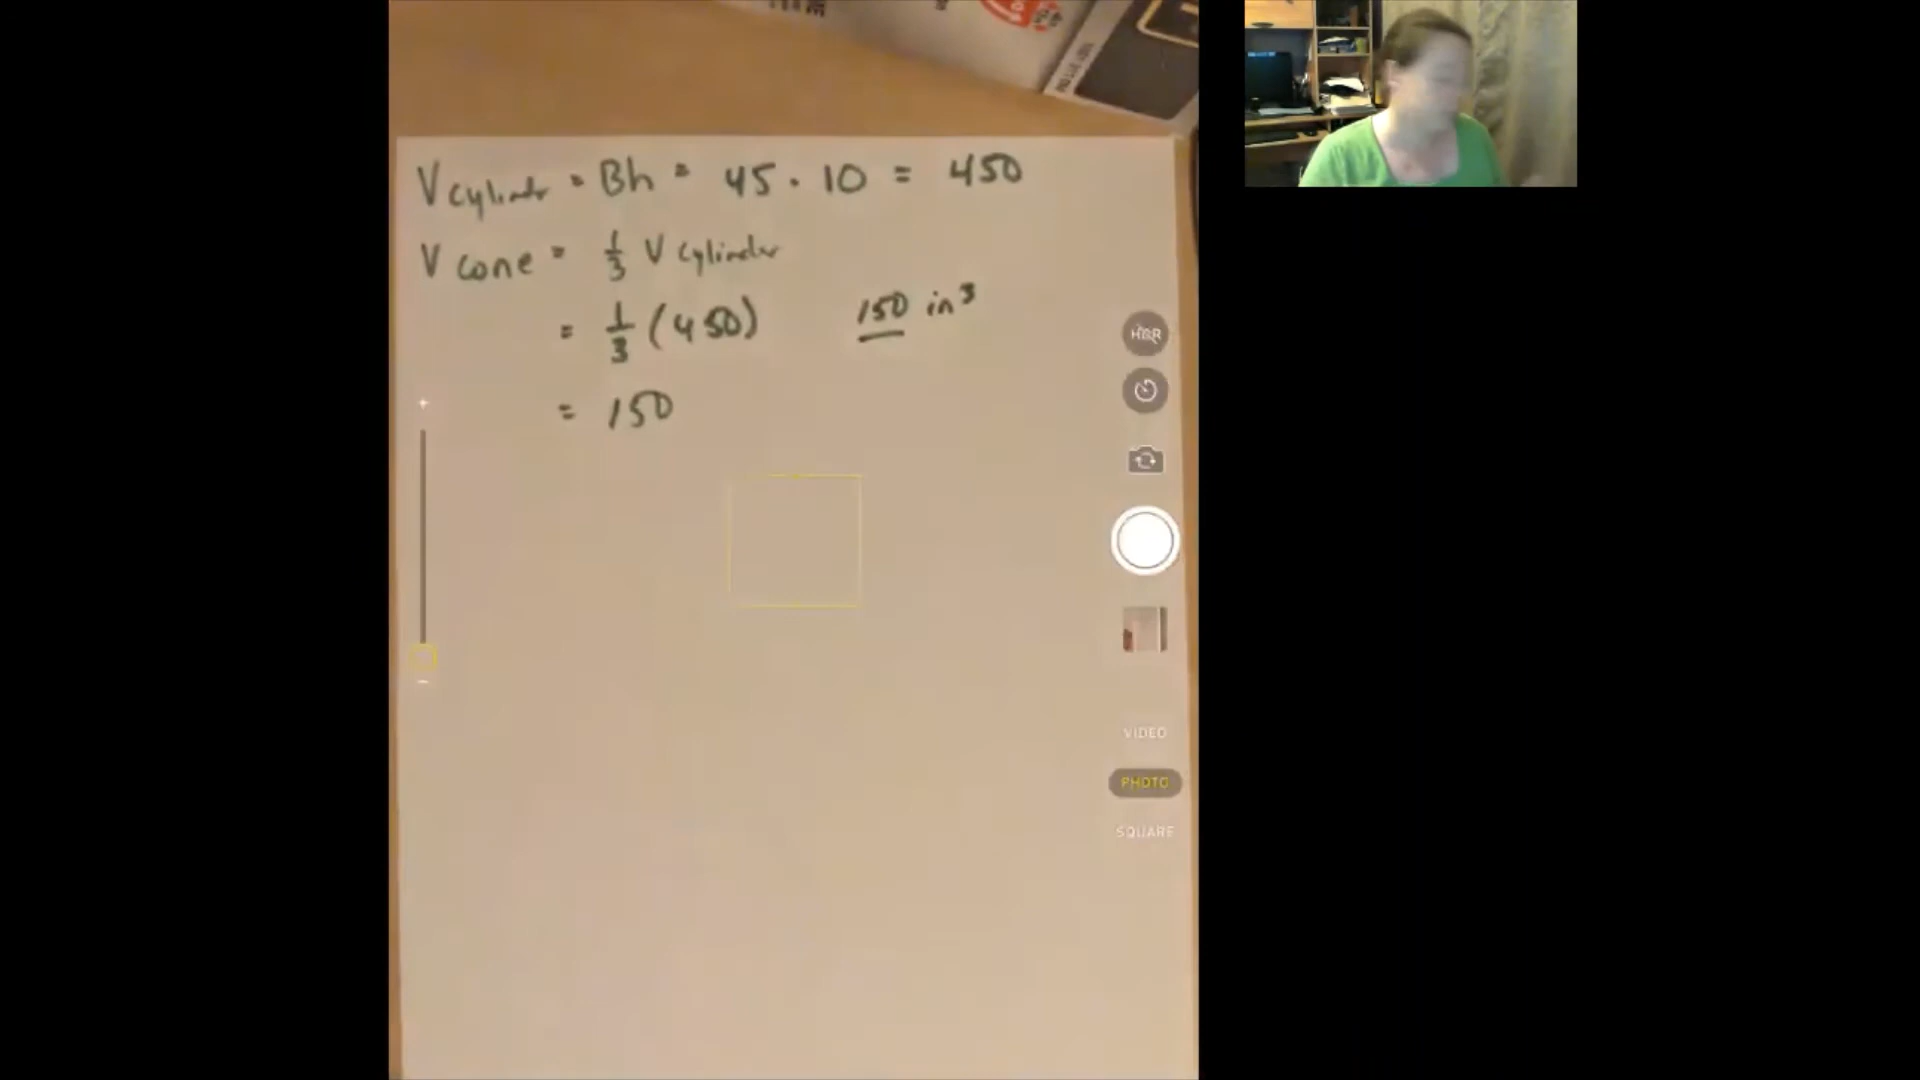 V cylinder = Bh = 45 · 10 = 450
V cone = 1/3 V cylinder
= 1/3 (450) 150 in³
= 150
HDR
VIDEO
PHOTO
SQUARE